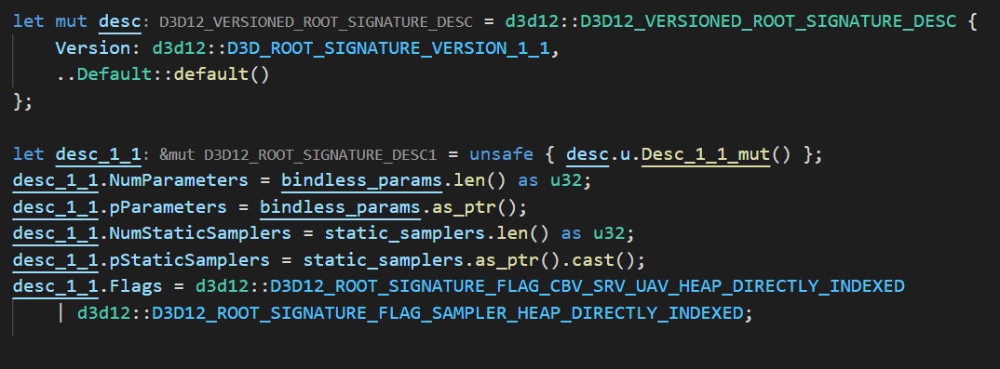 let mut desc: D3D12_VERSIONED_ROOT_SIGNATURE_DESC = d3d12::D3D12_VERSIONED_ROOT_SIGNATURE_DESC {
    Version: d3d12::D3D_ROOT_SIGNATURE_VERSION_1_1,
    ..Default::default()
};

let desc_1_1: &mut D3D12_ROOT_SIGNATURE_DESC1 = unsafe { desc.u.Desc_1_1_mut() };
desc_1_1.NumParameters = bindless_params.len() as u32;
desc_1_1.pParameters = bindless_params.as_ptr();
desc_1_1.NumStaticSamplers = static_samplers.len() as u32;
desc_1_1.pStaticSamplers = static_samplers.as_ptr().cast();
desc_1_1.Flags = d3d12::D3D12_ROOT_SIGNATURE_FLAG_CBV_SRV_UAV_HEAP_DIRECTLY_INDEXED
    | d3d12::D3D12_ROOT_SIGNATURE_FLAG_SAMPLER_HEAP_DIRECTLY_INDEXED;